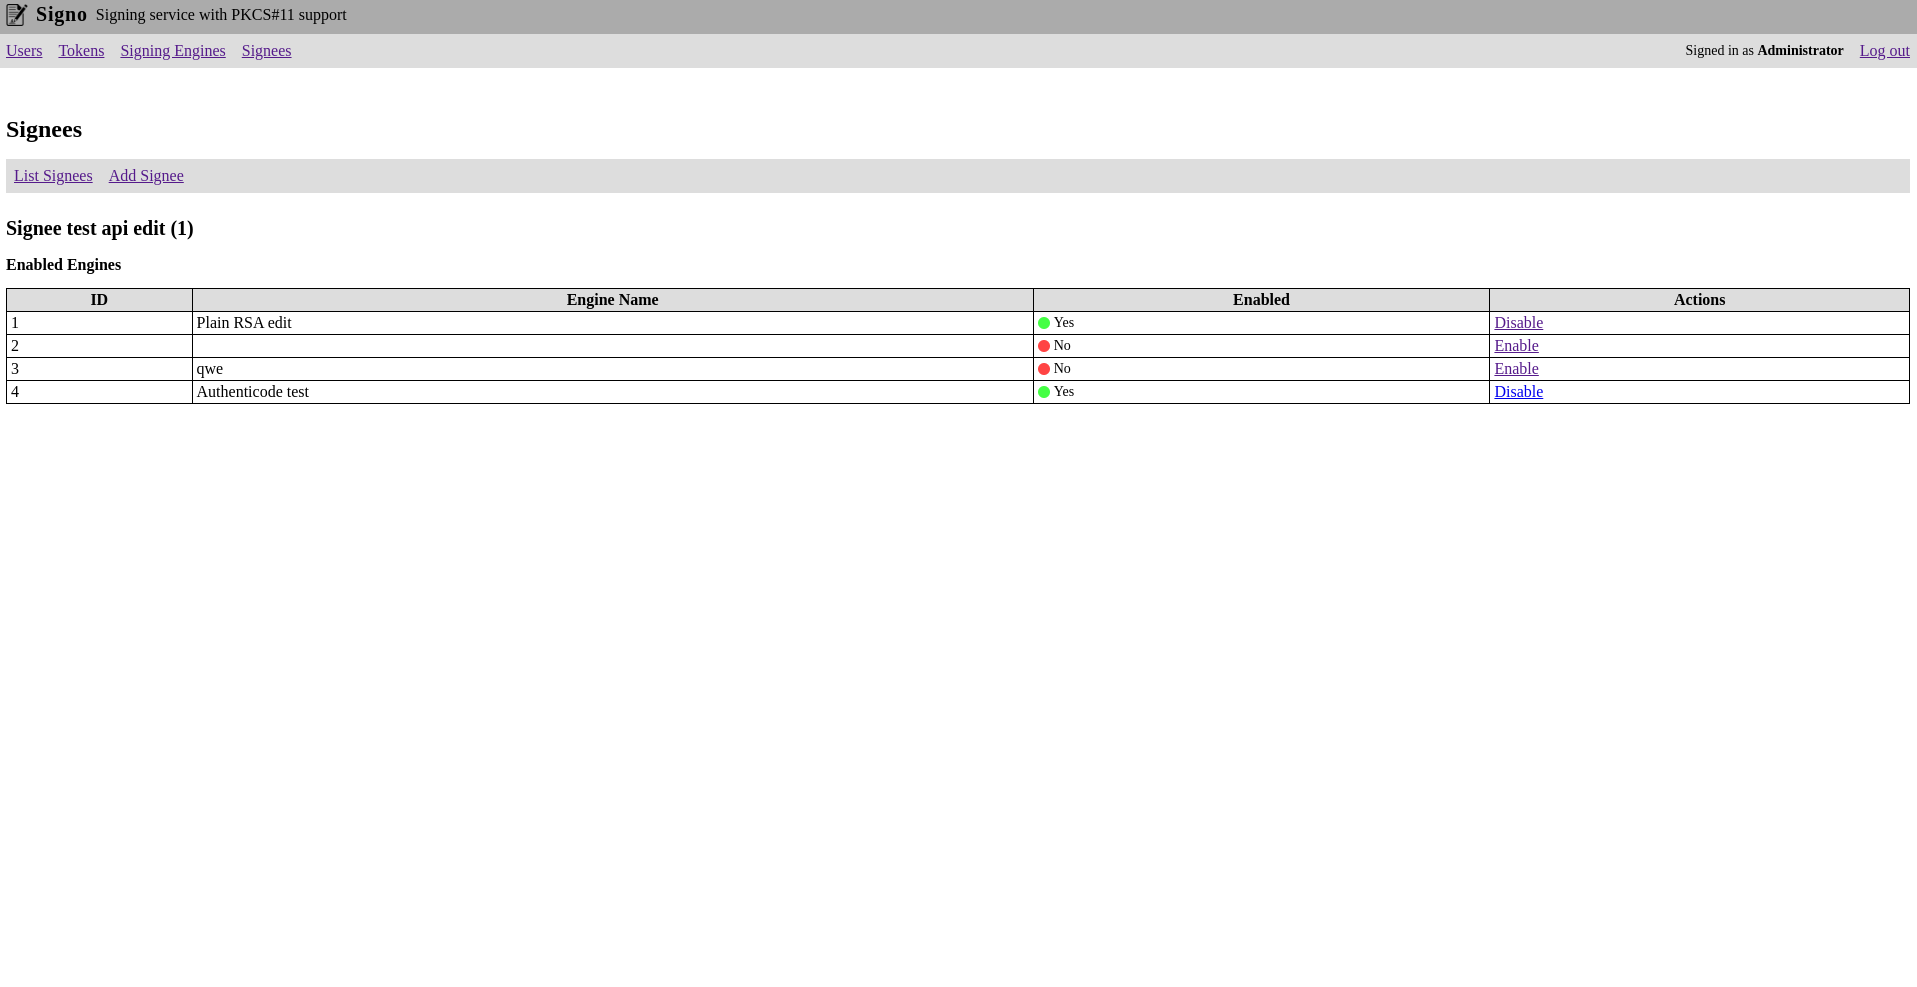 Signo Signing service with PKCS#11 support
Users Tokens Signing Engines Signees Signed in as Administrator Log out
Signees
List Signees Add Signee
Signee test api edit (1)
Enabled Engines
ID Engine Name Enabled Actions
1 Plain RSA edit Yes Disable
2 No Enable
3 qwe No Enable
4 Authenticode test Yes Disable